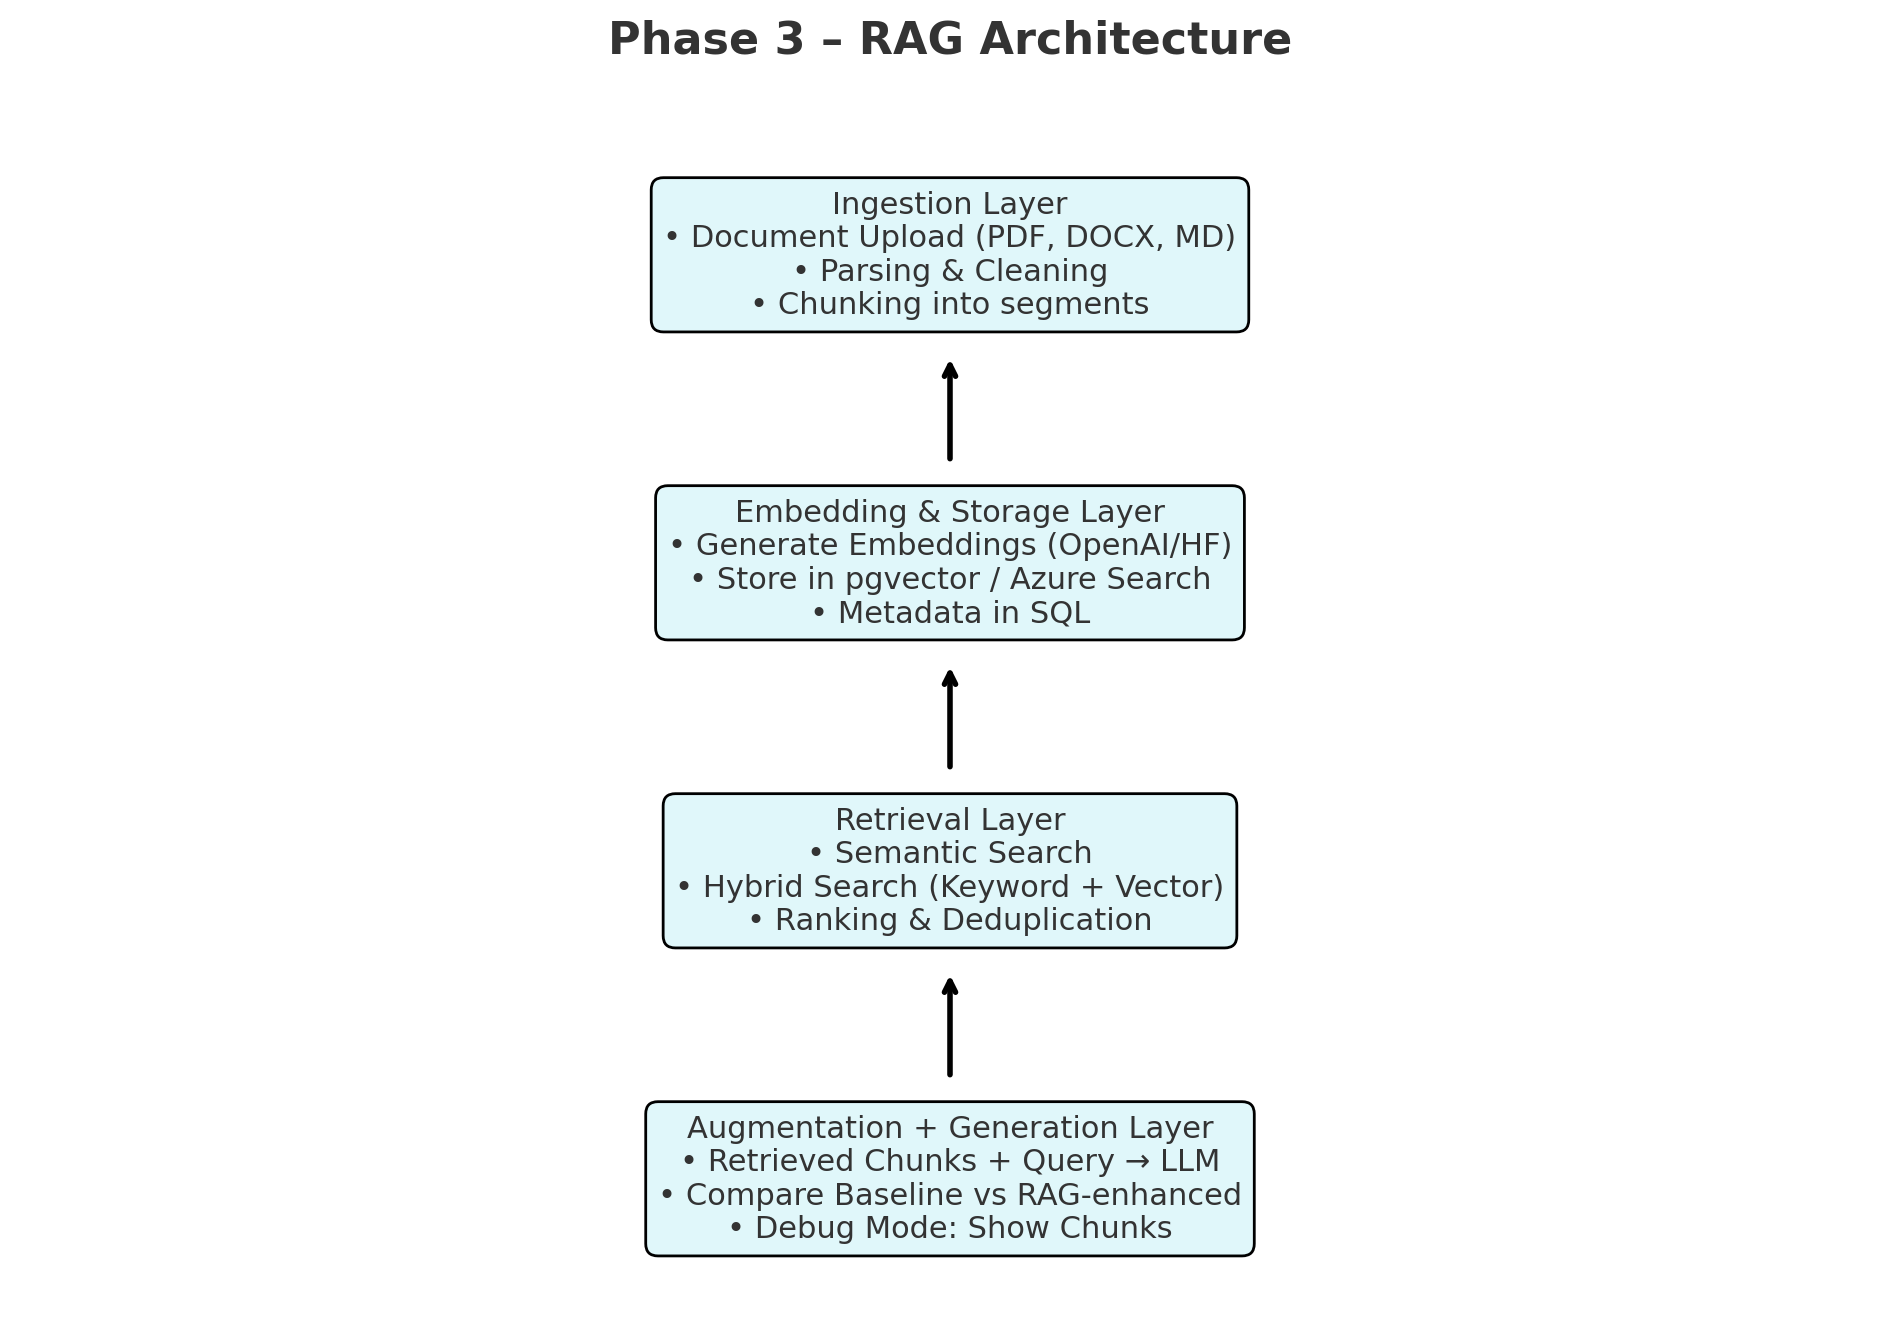 Phase 3 – RAG Architecture
Ingestion Layer
• Document Upload (PDF, DOCX, MD)
• Parsing & Cleaning
• Chunking into segments
Embedding & Storage Layer
• Generate Embeddings (OpenAI/HF)
• Store in pgvector / Azure Search
• Metadata in SQL
Retrieval Layer
• Semantic Search
• Hybrid Search (Keyword + Vector)
• Ranking & Deduplication
Augmentation + Generation Layer
• Retrieved Chunks + Query → LLM
• Compare Baseline vs RAG-enhanced
• Debug Mode: Show Chunks